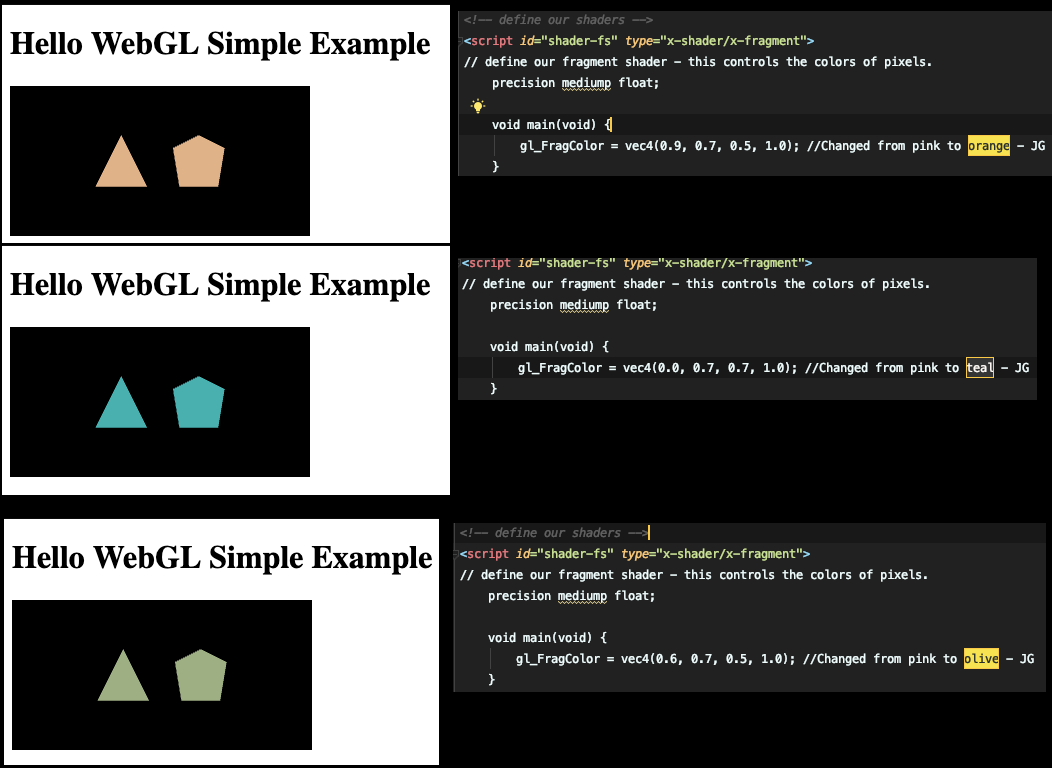 Hello WebGL Simple Example
<!-- define our shaders -->
<script id="shader-fs" type="x-shader/x-fragment">
// define our fragment shader - this controls the colors of pixels.
precision mediump float;
void main(void) {
gl_FragColor = vec4(0.9, 0.7, 0.5, 1.0); //Changed from pink to orange - JG
}
Hello WebGL Simple Example
<script id="shader-fs" type="x-shader/x-fragment">
// define our fragment shader - this controls the colors of pixels.
precision mediump float;
void main(void) {
gl_FragColor = vec4(0.0, 0.7, 0.7, 1.0); //Changed from pink to teal - JG
}
Hello WebGL Simple Example
<!-- define our shaders -->
<script id="shader-fs" type="x-shader/x-fragment">
// define our fragment shader - this controls the colors of pixels.
precision mediump float;
void main(void) {
gl_FragColor = vec4(0.6, 0.7, 0.5, 1.0); //Changed from pink to olive - JG
}